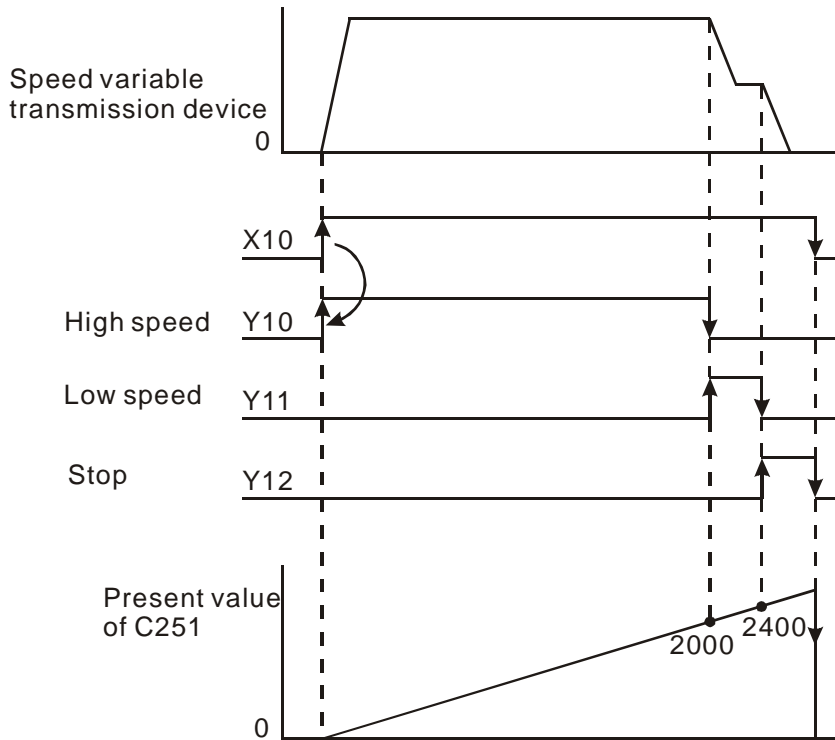 Speed variable
transmission device
0
X10
High speed Y10
Low speed Y11
Stop Y12
Present value
of C251
2000 2400
0